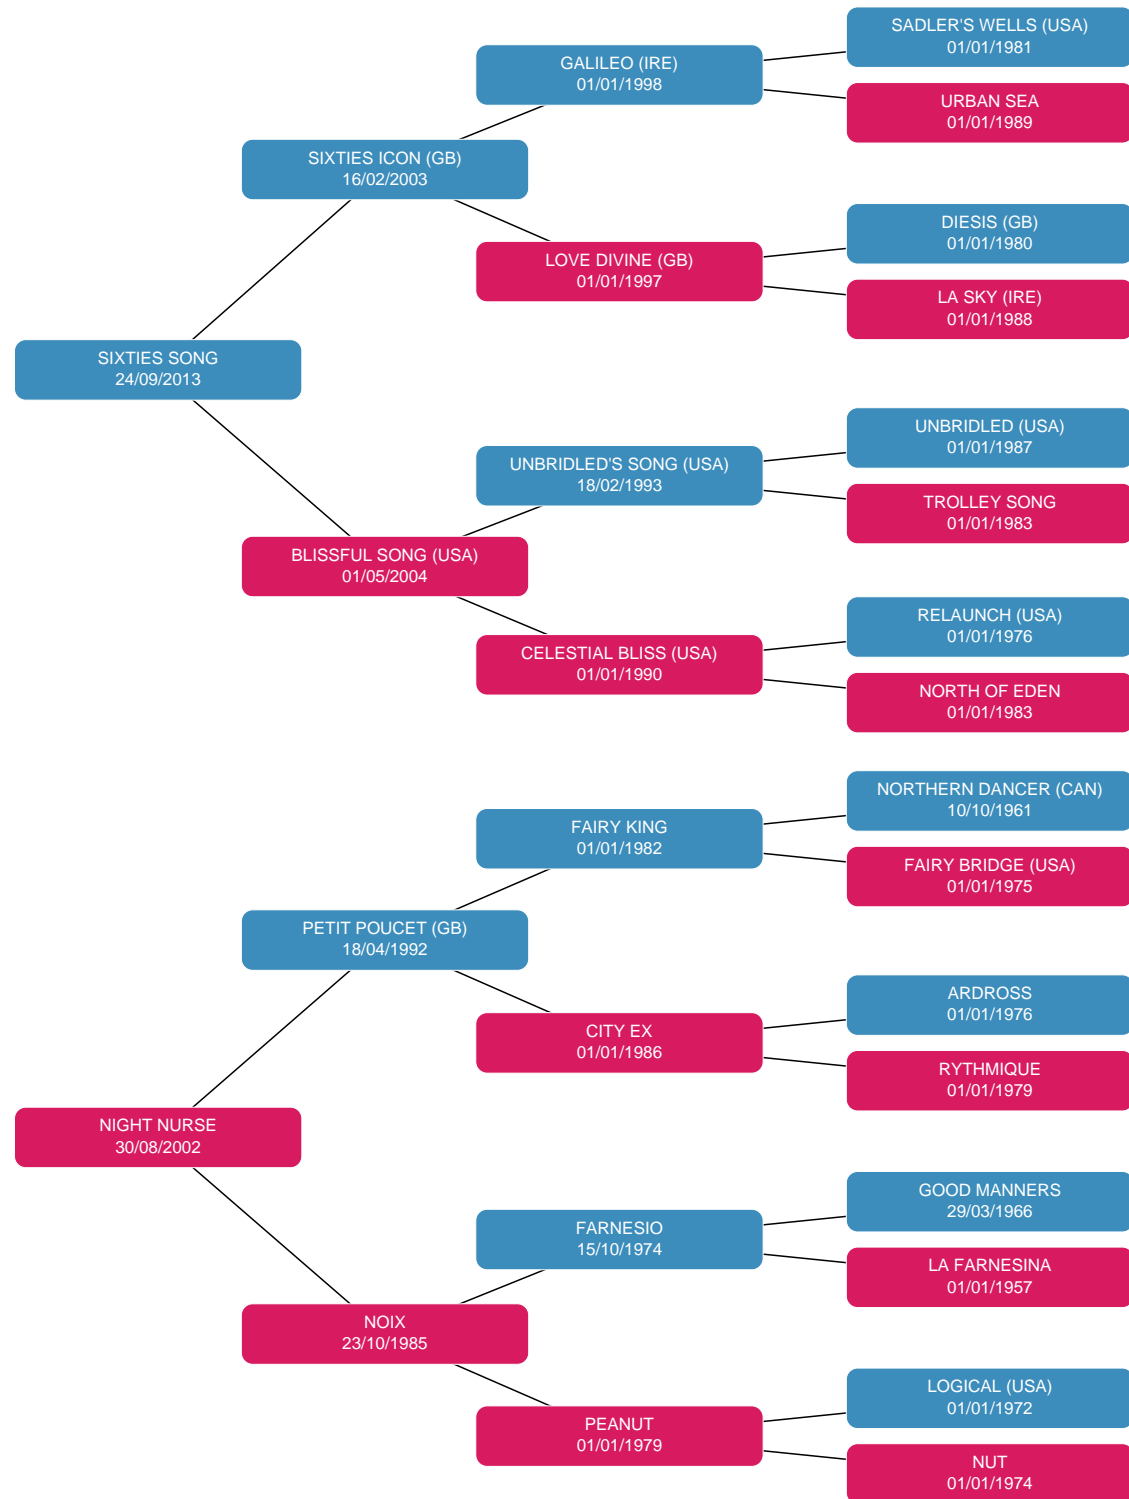 SADLER'S WELLS (USA)
01/01/1981
GALILEO (IRE)
01/01/1998
URBAN SEA
01/01/1989
SIXTIES ICON (GB)
16/02/2003
DIESIS (GB)
01/01/1980
LOVE DIVINE (GB)
01/01/1997
LA SKY (IRE)
01/01/1988
SIXTIES SONG
24/09/2013
UNBRIDLED (USA)
01/01/1987
UNBRIDLED'S SONG (USA)
18/02/1993
TROLLEY SONG
01/01/1983
BLISSFUL SONG (USA)
01/05/2004
RELAUNCH (USA)
01/01/1976
CELESTIAL BLISS (USA)
01/01/1990
NORTH OF EDEN
01/01/1983
NORTHERN DANCER (CAN)
10/10/1961
FAIRY KING
01/01/1982
FAIRY BRIDGE (USA)
01/01/1975
PETIT POUCET (GB)
18/04/1992
ARDROSS
01/01/1976
CITY EX
01/01/1986
RYTHMIQUE
01/01/1979
NIGHT NURSE
30/08/2002
GOOD MANNERS
29/03/1966
FARNESIO
15/10/1974
LA FARNESINA
01/01/1957
NOIX
23/10/1985
LOGICAL (USA)
01/01/1972
PEANUT
01/01/1979
NUT
01/01/1974